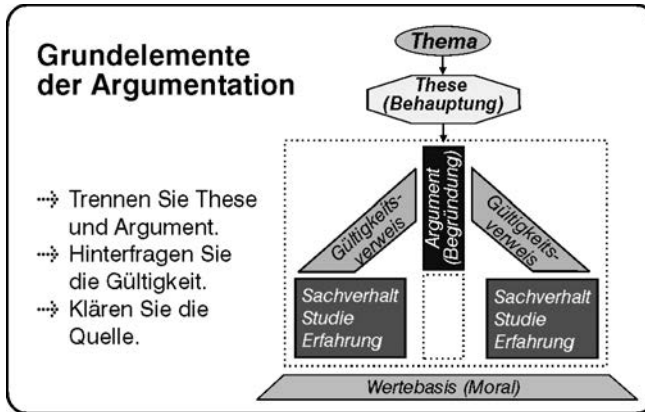 Grundelemente
der Argumentation
⤑ Trennen Sie These
und Argument.
⤑ Hinterfragen Sie
die Gültigkeit.
⤑ Klären Sie die
Quelle.
Thema
These
(Behauptung)
Gültigkeits-
verweis
Argument
(Begründung)
Gültigkeits-
verweis
Sachverhalt
Studie
Erfahrung
Sachverhalt
Studie
Erfahrung
Wertebasis (Moral)